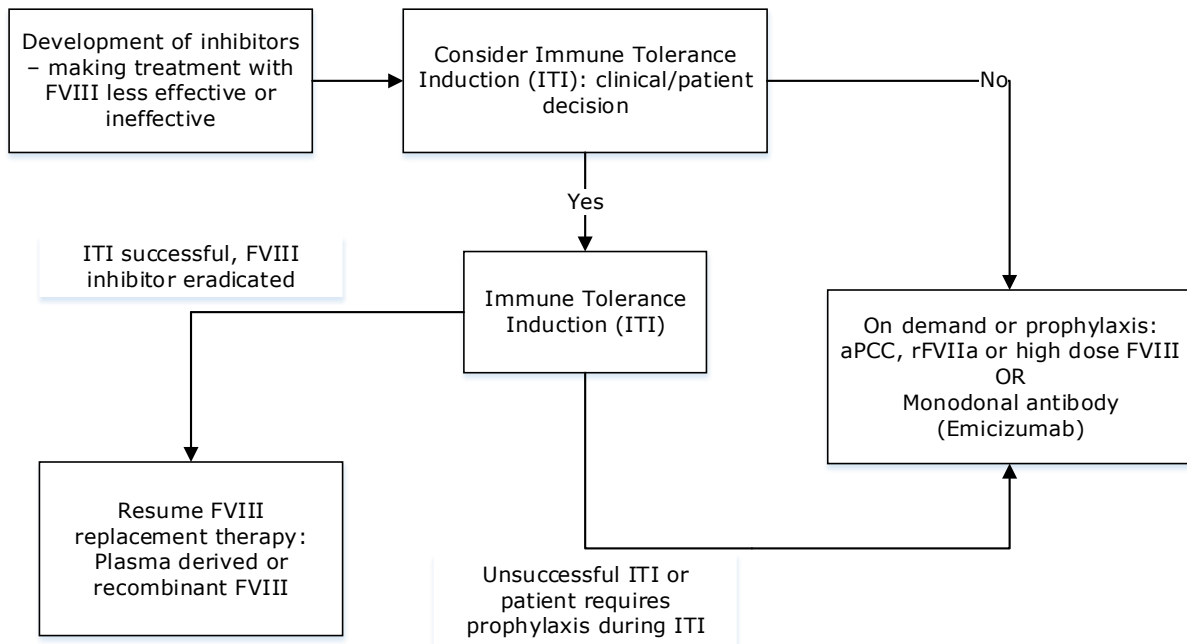 Development of inhibitors
– making treatment with
FVIII less effective or
ineffective
Consider Immune Tolerance
Induction (ITI): clinical/patient
decision
No
Yes
ITI successful, FVIII
inhibitor eradicated
Immune Tolerance
Induction (ITI)
On demand or prophylaxis:
aPCC, rFVIIa or high dose FVIII
OR
Monodonal antibody
(Emicizumab)
Resume FVIII
replacement therapy:
Plasma derived or
recombinant FVIII
Unsuccessful ITI or
patient requires
prophylaxis during ITI